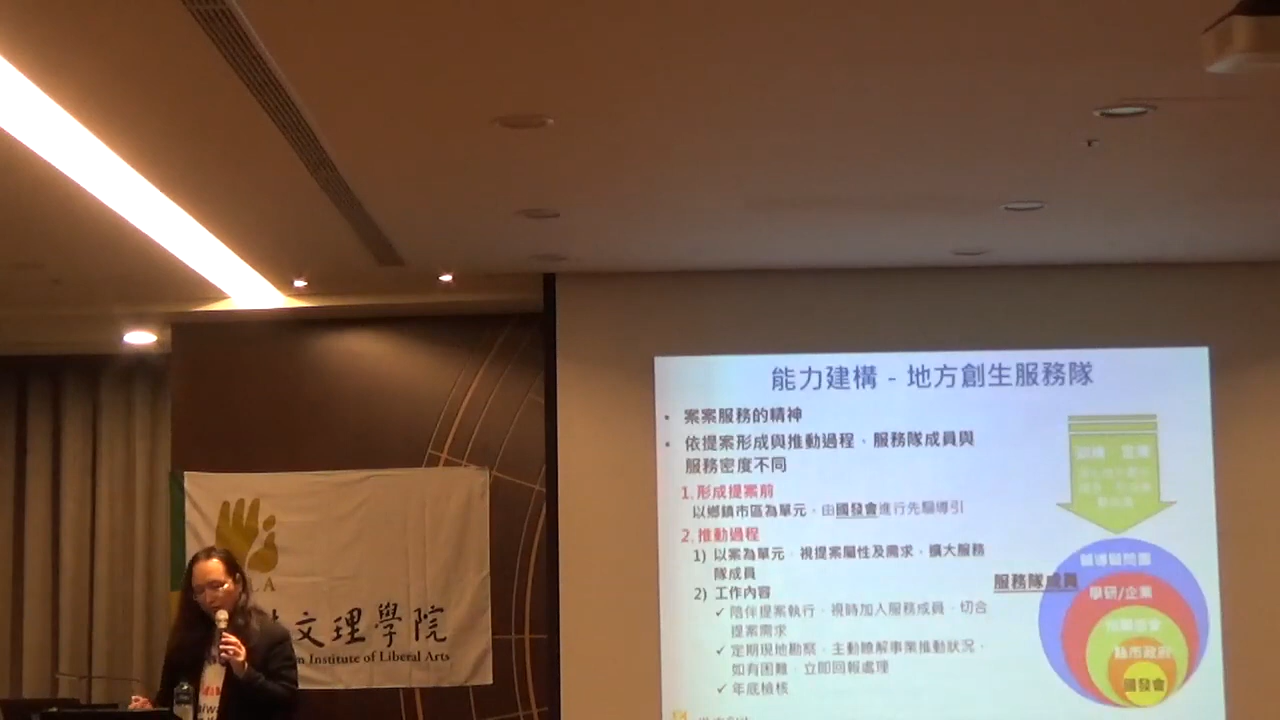 能力建構 - 地方創生服務隊
• 案案服務的精神
• 依提案形成與推動過程、服務隊成員與
服務密度不同
1. 形成提案前
以鄉鎮市區為單元，由國發會進行先驅導引
2. 推動過程
1) 以案為單元，視提案屬性及需求，擴大服務
隊成員
2) 工作內容
✓ 陪伴提案執行，視時加入服務成員，切合
提案需求
✓ 定期現地勘察，主動瞭解事業推動狀況，
如有困難，立即回報處理
✓ 年底檢核
服務隊成員
輔導顧問團
學研/企業
縣市政府
國發會
文理學院
Institute of Liberal Arts